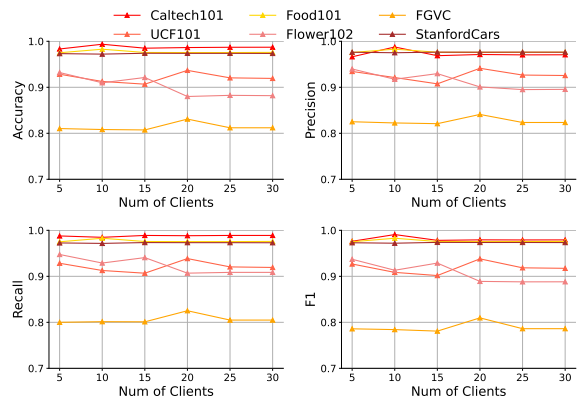 Caltech101 Food101 FGVC
UCF101 Flower102 StanfordCars
1.0
0.9
0.8
0.7
Accuracy
5 10 15 20 25 30
Num of Clients
1.0
0.9
0.8
0.7
Precision
5 10 15 20 25 30
Num of Clients
1.0
0.9
0.8
0.7
Recall
5 10 15 20 25 30
Num of Clients
1.0
0.9
0.8
0.7
F1
5 10 15 20 25 30
Num of Clients